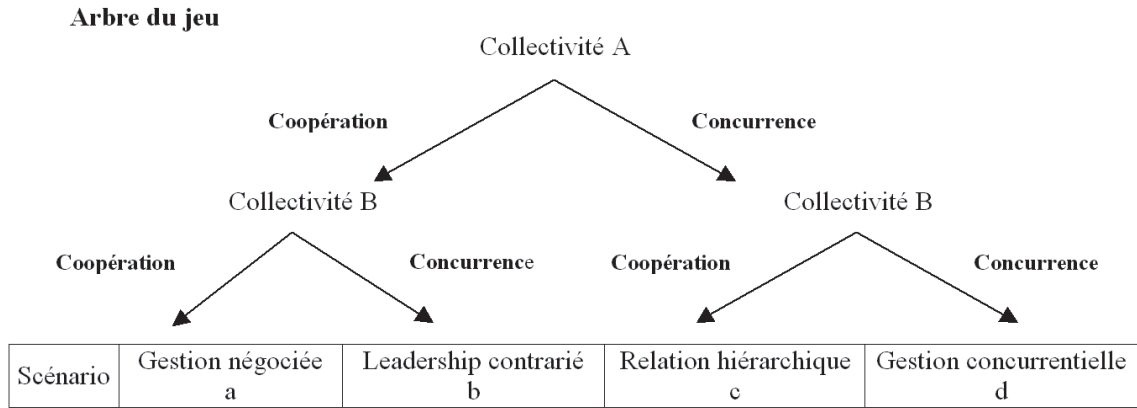 Arbre du jeu
Collectivité A
Coopération Concurrence
Collectivité B Collectivité B
Coopération Concurrence Coopération Concurrence
Scénario Gestion négociée Leadership contrarié Relation hiérarchique Gestion concurrentielle
a b c d